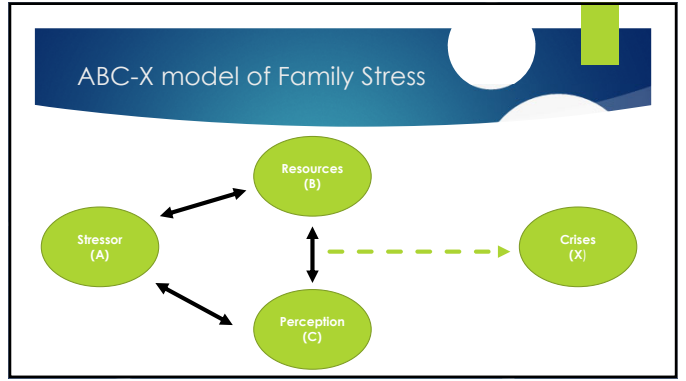 ABC-X model of Family Stress
Resources
(B)
Stressor
(A)
Crises
(X)
Perception
(C)